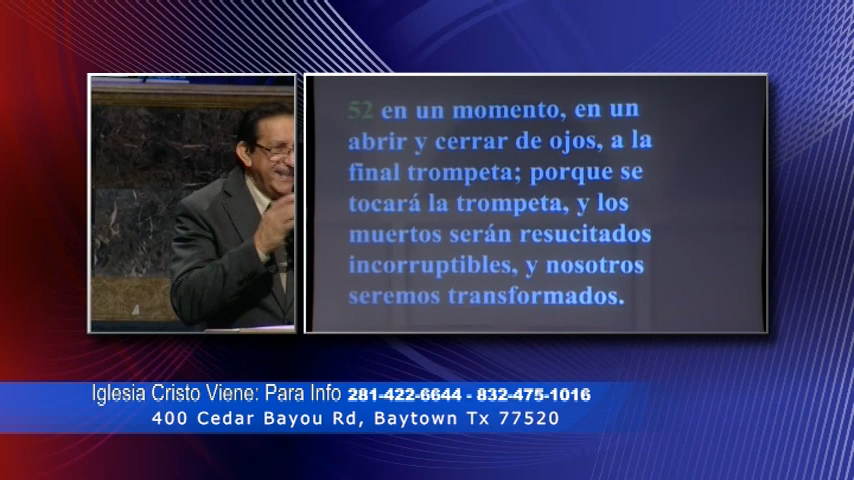 52 en un momento, en un
abrir y cerrar de ojos, a la
final trompeta; porque se
tocará la trompeta, y los
muertos serán resucitados
incorruptibles, y nosotros
seremos transformados.
Iglesia Cristo Viene: Para Info 281-422-6644 - 832-475-1016
400 Cedar Bayou Rd, Baytown Tx 77520